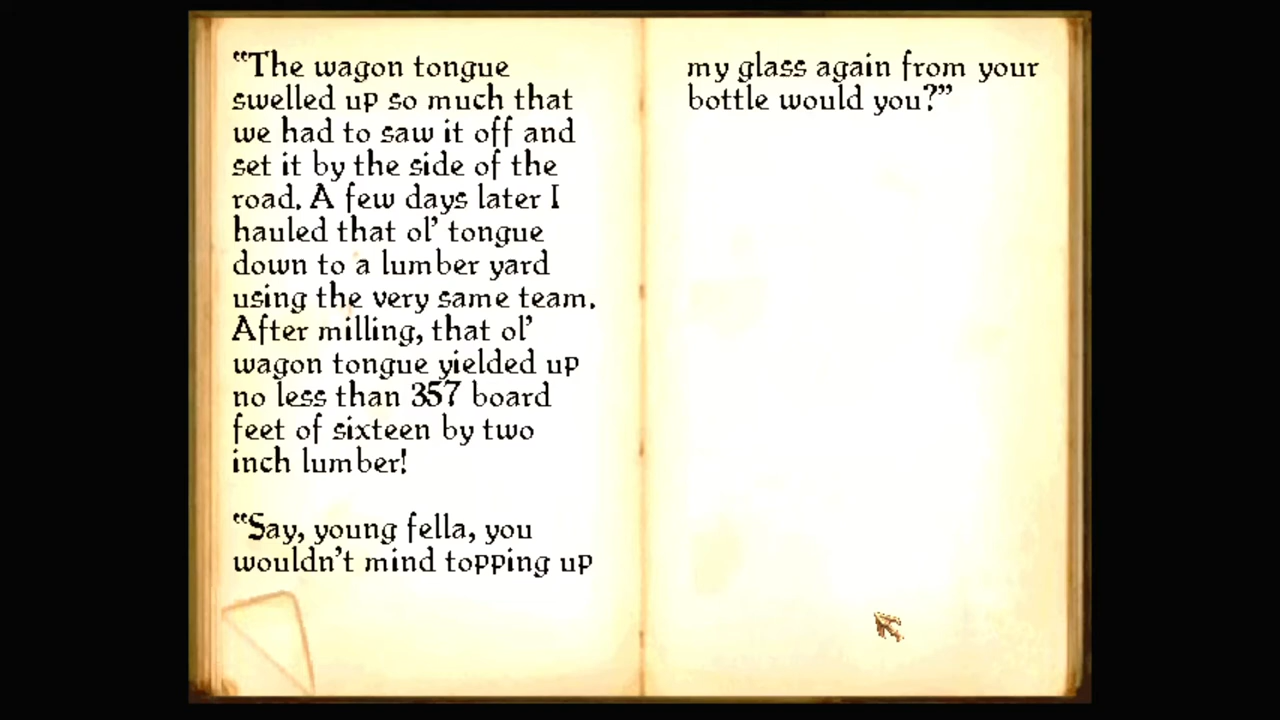 “The wagon tongue
swelled up so much that
we had to saw it off and
set it by the side of the
road. A few days later I
hauled that ol’ tongue
down to a lumber yard
using the very same team.
After milling, that ol’
wagon tongue yielded up
no less than 357 board
feet of sixteen by two
inch lumber!
“Say, young fella, you
wouldn’t mind topping up
my glass again from your
bottle would you?”